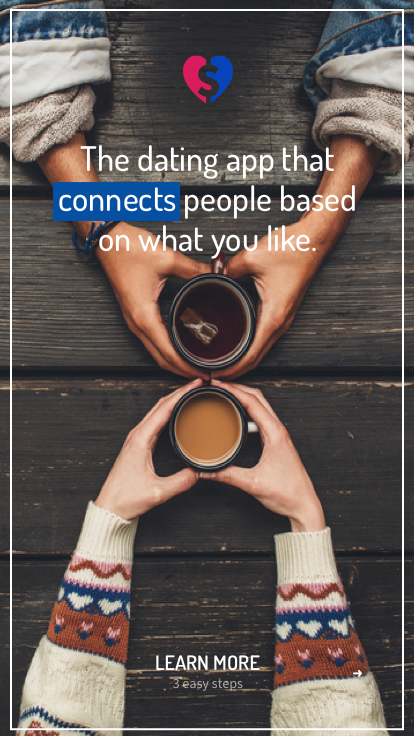 The dating app that
connects people based
on what you like.
LEARN MORE
3 easy steps